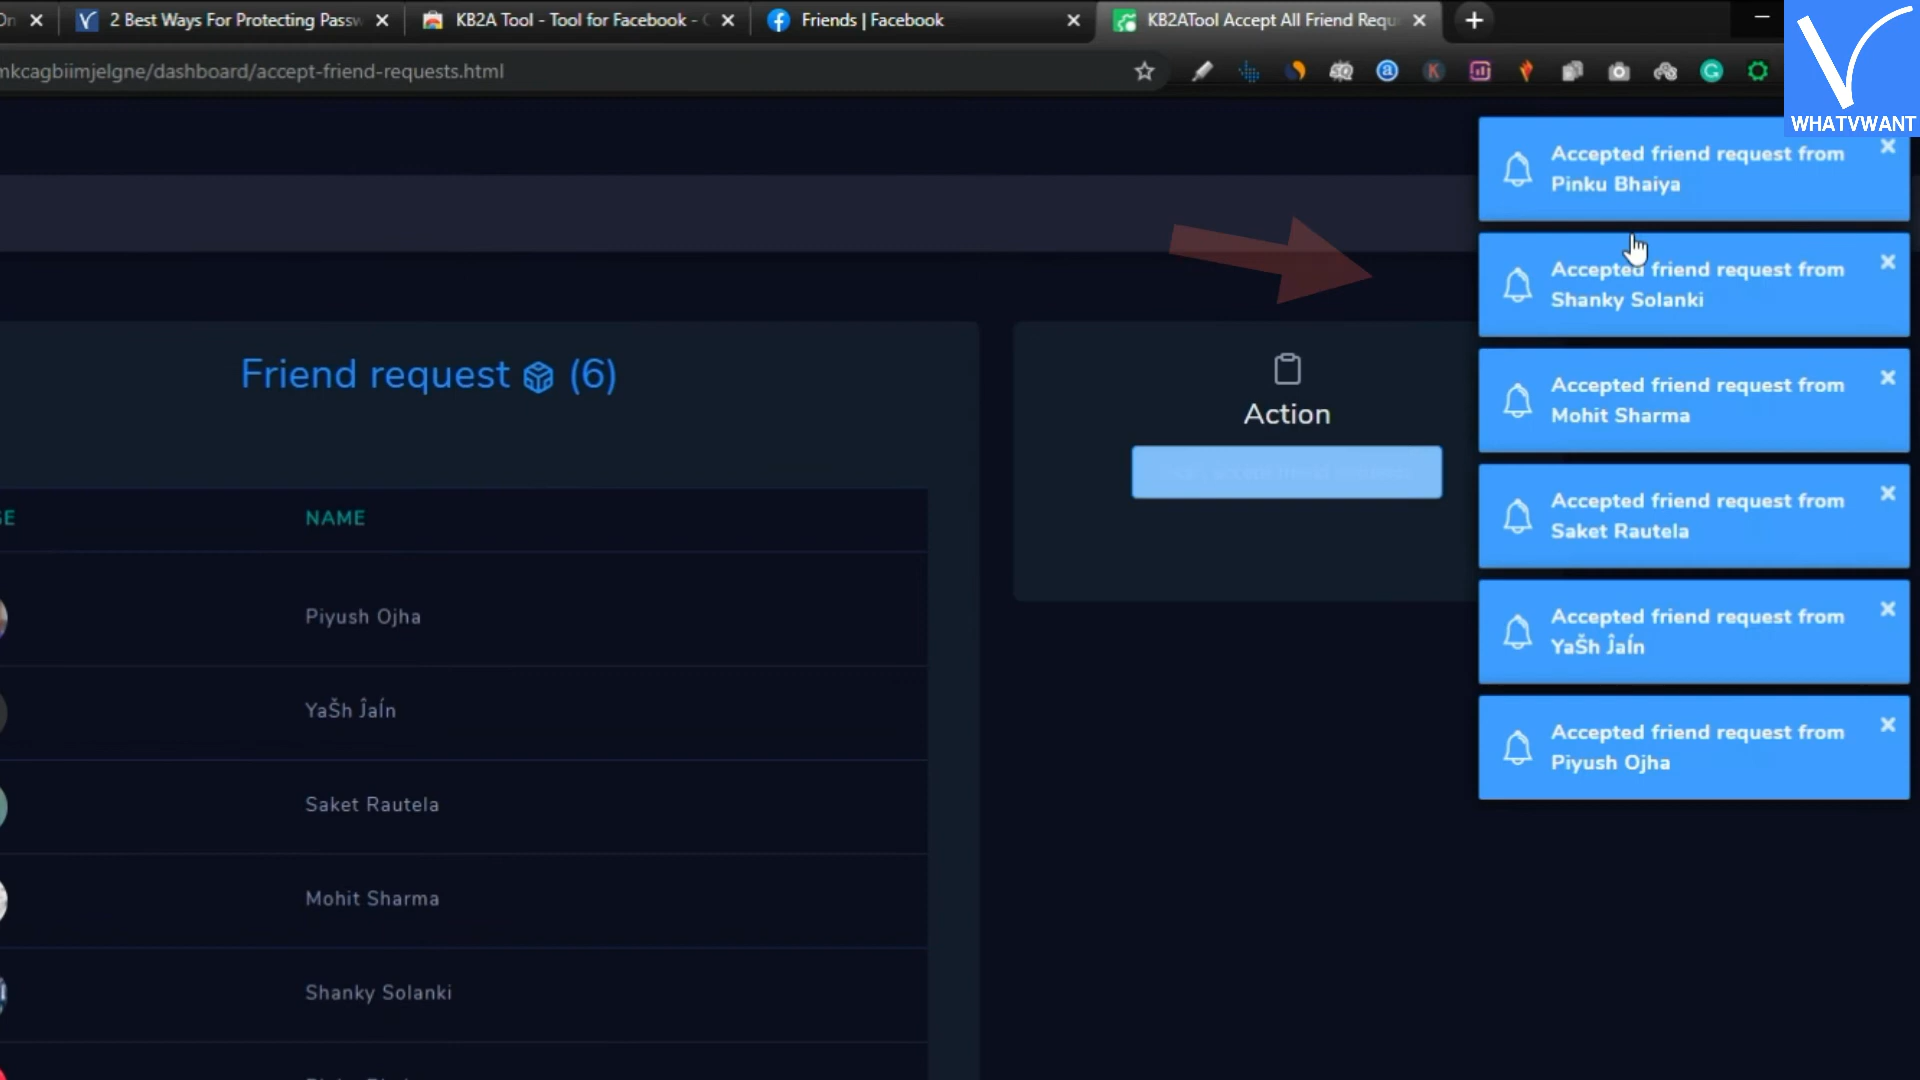 2 Best Ways For Protecting Passw
KB2A Tool - Tool for Facebook -
Friends | Facebook
KB2ATool Accept All Friend Requ
mkcagbiimjelgne/dashboard/accept-friend-requests.html
WHATVWANT
Accepted friend request from
Pinku Bhaiya
Accepted friend request from
Shanky Solanki
Accepted friend request from
Mohit Sharma
Accepted friend request from
Saket Rautela
Accepted friend request from
YaŠh ĴaÍn
Accepted friend request from
Piyush Ojha
Friend request (6)
Action
NAME
Piyush Ojha
YaŠh ĴaÍn
Saket Rautela
Mohit Sharma
Shanky Solanki